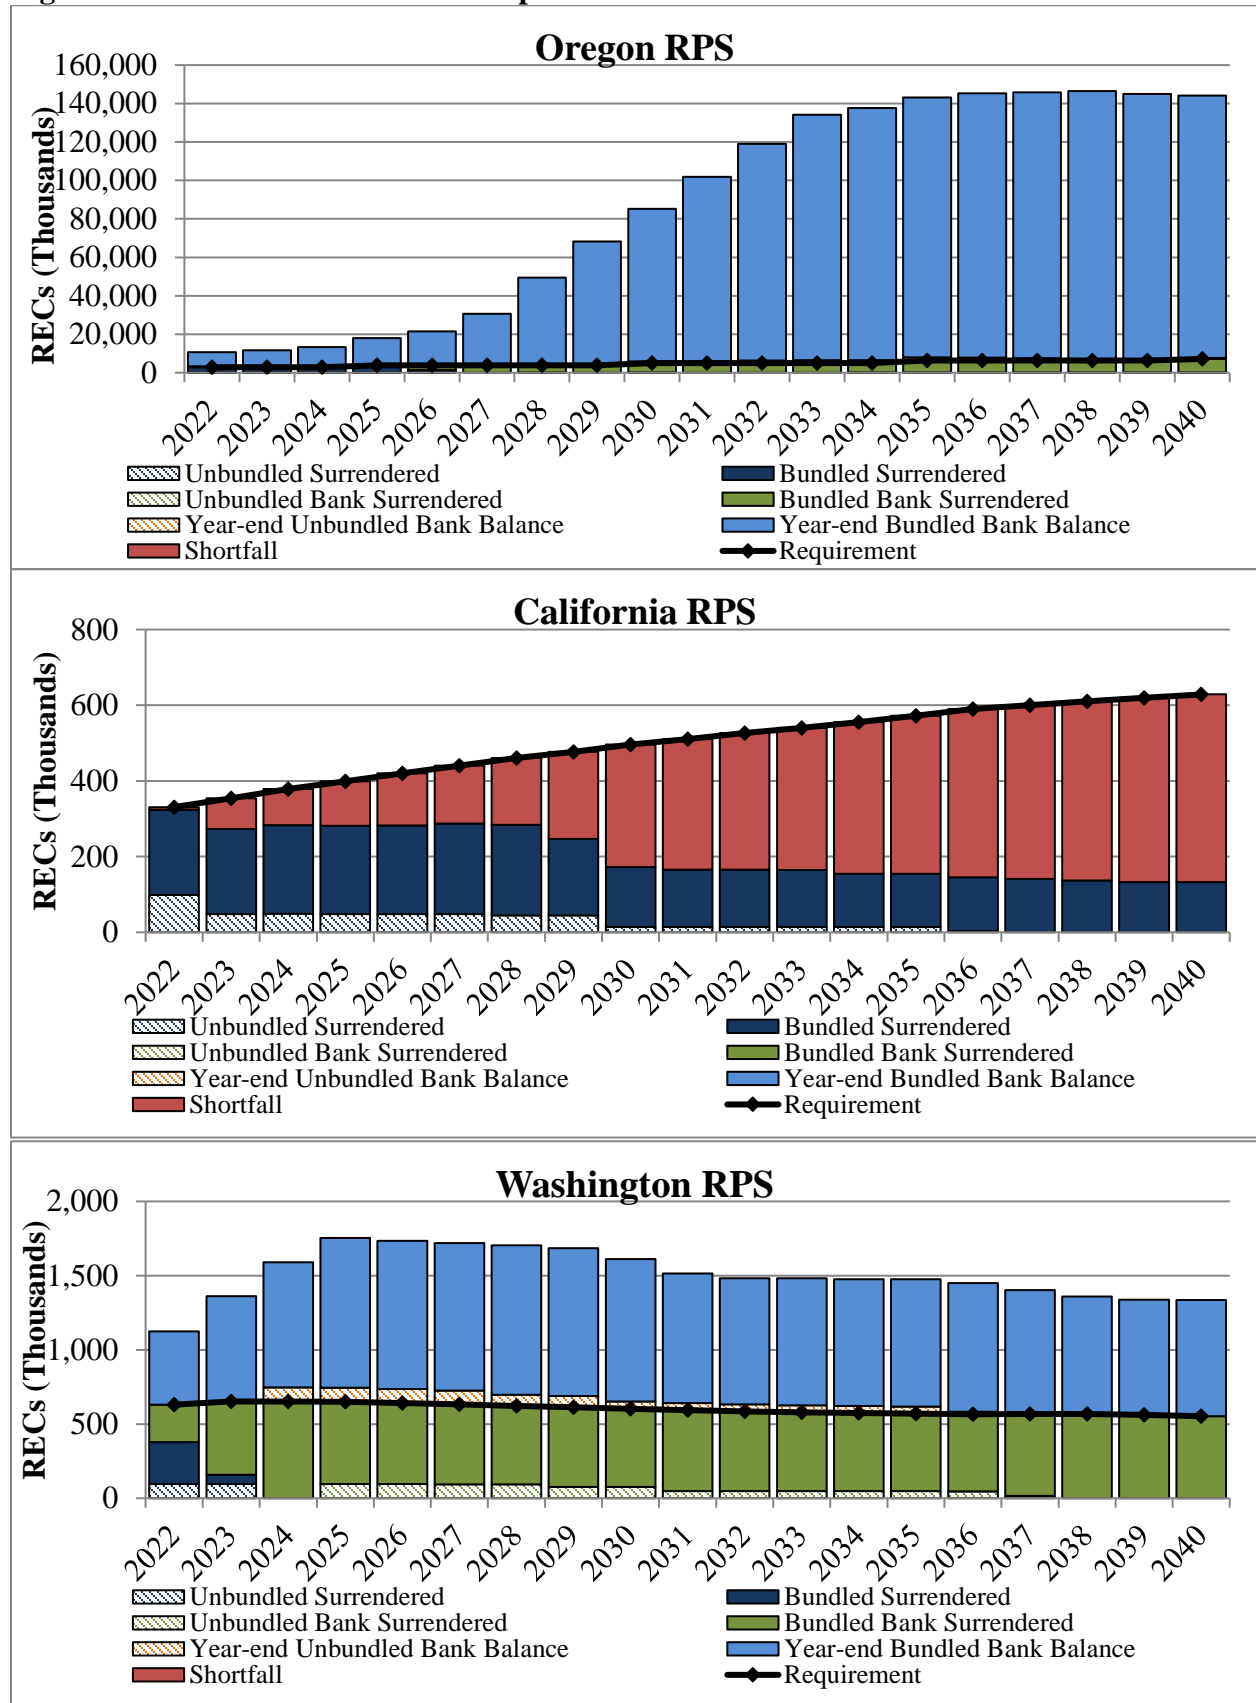 Oregon RPS
160,000
140,000
120,000
100,000
80,000
60,000
40,000
20,000
0
RECs (Thousands)
2022 2023 2024 2025 2026 2027 2028 2029 2030 2031 2032 2033 2034 2035 2036 2037 2038 2039 2040
Unbundled Surrendered Bundled Surrendered
Unbundled Bank Surrendered Bundled Bank Surrendered
Year-end Unbundled Bank Balance Year-end Bundled Bank Balance
Shortfall Requirement
California RPS
800
600
400
200
0
RECs (Thousands)
2022 2023 2024 2025 2026 2027 2028 2029 2030 2031 2032 2033 2034 2035 2036 2037 2038 2039 2040
Unbundled Surrendered Bundled Surrendered
Unbundled Bank Surrendered Bundled Bank Surrendered
Year-end Unbundled Bank Balance Year-end Bundled Bank Balance
Shortfall Requirement
Washington RPS
2,000
1,500
1,000
500
0
RECs (Thousands)
2022 2023 2024 2025 2026 2027 2028 2029 2030 2031 2032 2033 2034 2035 2036 2037 2038 2039 2040
Unbundled Surrendered Bundled Surrendered
Unbundled Bank Surrendered Bundled Bank Surrendered
Year-end Unbundled Bank Balance Year-end Bundled Bank Balance
Shortfall Requirement